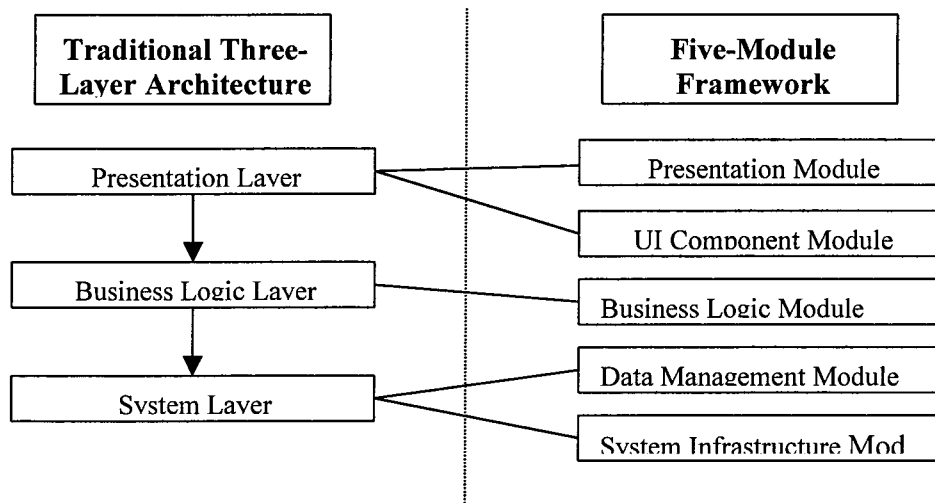 Traditional Three-
Layer Architecture
Five-Module
Framework
Presentation Layer
Presentation Module
UI Component Module
Business Logic Layer
Business Logic Module
Data Management Module
System Layer
System Infrastructure Mod